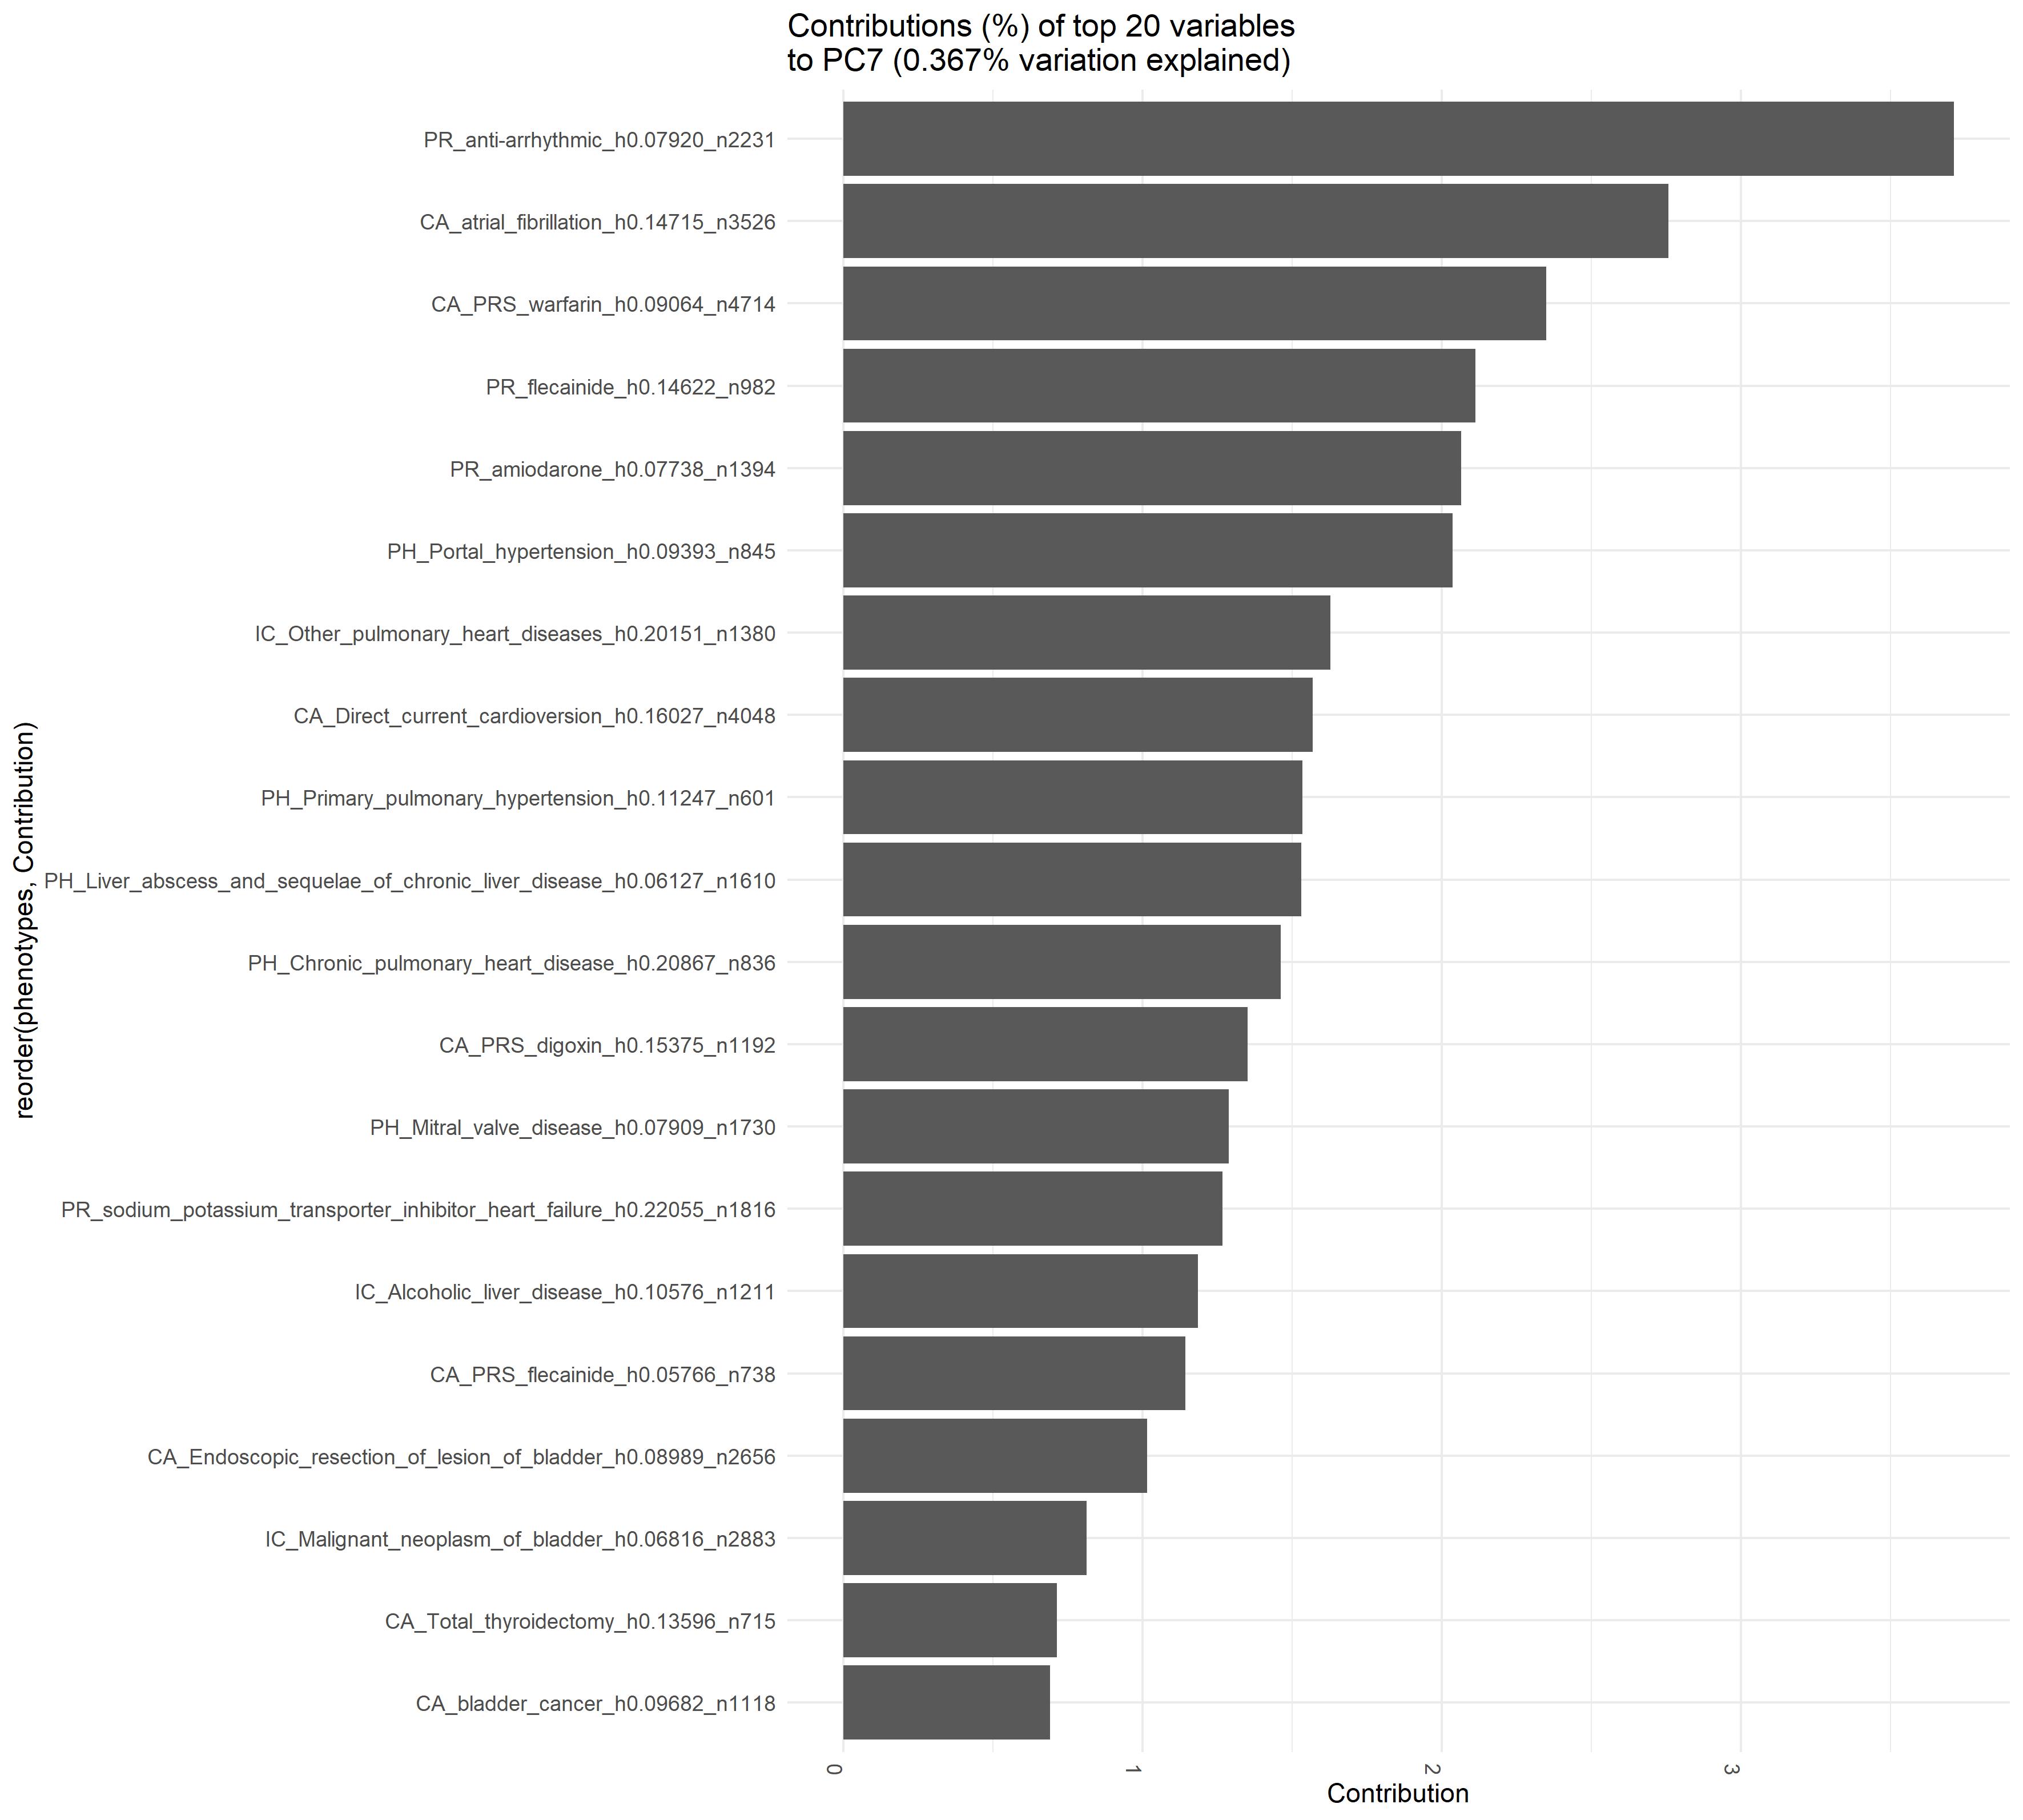 Contributions (%) of top 20 variables
to PC7 (0.367% variation explained)
reorder(phenotypes, Contribution)
PR_anti-arrhythmic_h0.07920_n2231
CA_atrial_fibrillation_h0.14715_n3526
CA_PRS_warfarin_h0.09064_n4714
PR_flecainide_h0.14622_n982
PR_amiodarone_h0.07738_n1394
PH_Portal_hypertension_h0.09393_n845
IC_Other_pulmonary_heart_diseases_h0.20151_n1380
CA_Direct_current_cardioversion_h0.16027_n4048
PH_Primary_pulmonary_hypertension_h0.11247_n601
PH_Liver_abscess_and_sequelae_of_chronic_liver_disease_h0.06127_n1610
PH_Chronic_pulmonary_heart_disease_h0.20867_n836
CA_PRS_digoxin_h0.15375_n1192
PH_Mitral_valve_disease_h0.07909_n1730
PR_sodium_potassium_transporter_inhibitor_heart_failure_h0.22055_n1816
IC_Alcoholic_liver_disease_h0.10576_n1211
CA_PRS_flecainide_h0.05766_n738
CA_Endoscopic_resection_of_lesion_of_bladder_h0.08989_n2656
IC_Malignant_neoplasm_of_bladder_h0.06816_n2883
CA_Total_thyroidectomy_h0.13596_n715
CA_bladder_cancer_h0.09682_n1118
0 1 2 3
Contribution